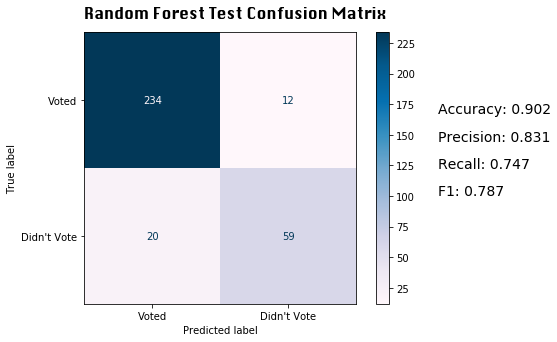 Random Forest Test Confusion Matrix
True label
Voted
Didn't Vote
234
12
20
59
Voted
Didn't Vote
Predicted label
225
200
175
150
125
100
75
50
25
Accuracy: 0.902
Precision: 0.831
Recall: 0.747
F1: 0.787